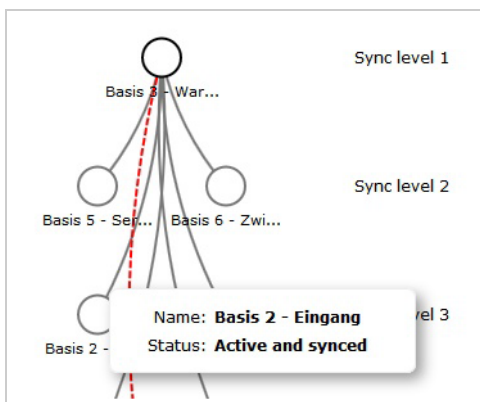 Sync level 1
Basis 3 - War...
Sync level 2
Basis 5 - Ser... Basis 6 - Zwi...
Name: Basis 2 - Eingang
vel 3
Basis 2 -
Status: Active and synced